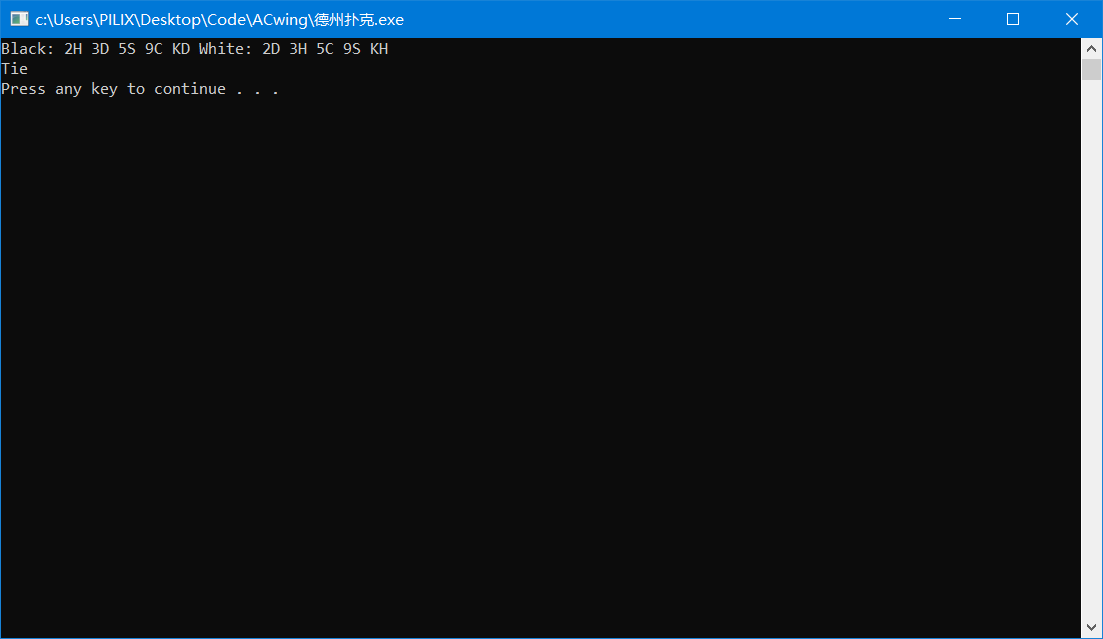 c:\Users\PILIX\Desktop\Code\ACwing\德州扑克.exe
Black: 2H 3D 5S 9C KD White: 2D 3H 5C 9S KH
Tie
Press any key to continue . . .